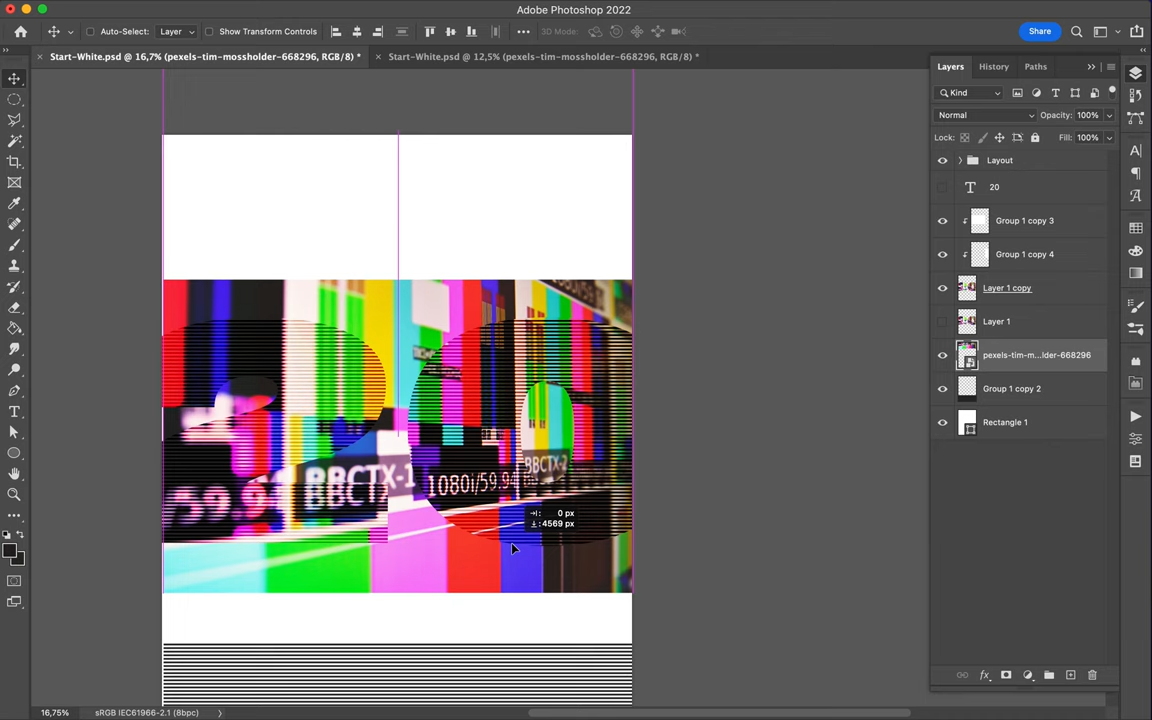 Adobe Photoshop 2022
Auto-Select: Layer Show Transform Controls 3D Mode: Share
Start-White.psd @ 16,7% (pexels-tim-mossholder-668296, RGB/8) *
Start-White.psd @ 12,5% (pexels-tim-mossholder-668296, RGB/8) *
Layers History Paths
Kind
Normal Opacity: 100%
Lock: Fill: 100%
Layout
20
Group 1 copy 3
Group 1 copy 4
Layer 1 copy
Layer 1
pexels-tim-m...lder-668296
Group 1 copy 2
Rectangle 1
BBCTX-1
BBCTX-2
1080i/59.94
/59.9
0 px
:4569 px
16,75% sRGB IEC61966-2.1 (8bpc)